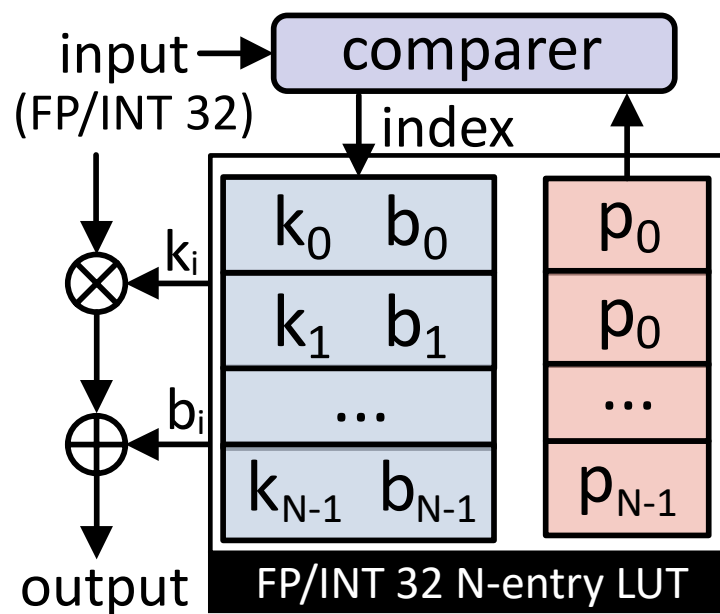 input
comparer
(FP/INT 32)
index
k0 b0
p0
ki
k1 b1
p0
...
...
bi
kN-1 bN-1
pN-1
output
FP/INT 32 N-entry LUT